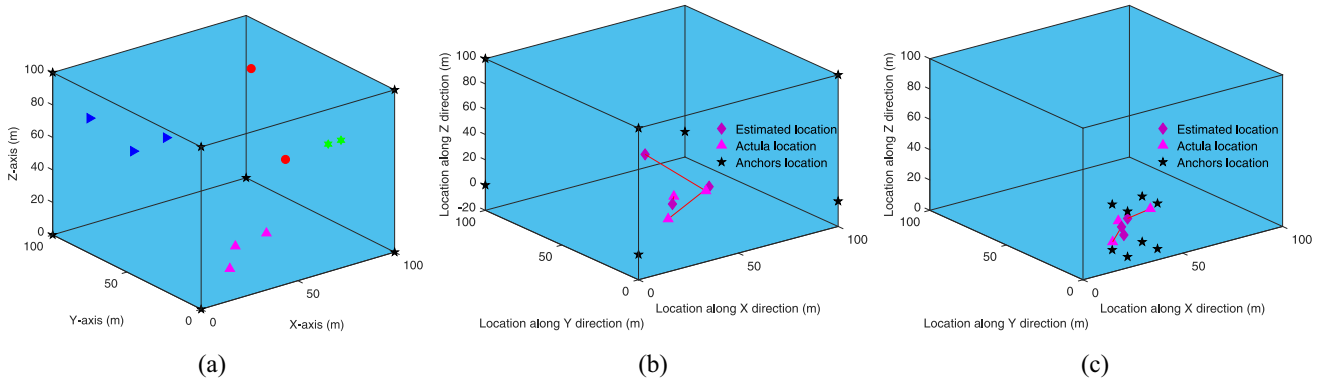 100
80
60
40
20
0
100
50
0
0
50
100
Z-axis (m)
Y-axis (m)
X-axis (m)
(a)
100
80
60
40
20
0
-20
100
50
0
0
50
100
Location along Z direction (m)
Location along Y direction (m)
Location along X direction (m)
Estimated location
Actula location
Anchors location
(b)
100
80
60
40
20
0
100
50
0
0
50
100
Location along Z direction (m)
Location along Y direction (m)
Location along X direction (m)
Estimated location
Actula location
Anchors location
(c)